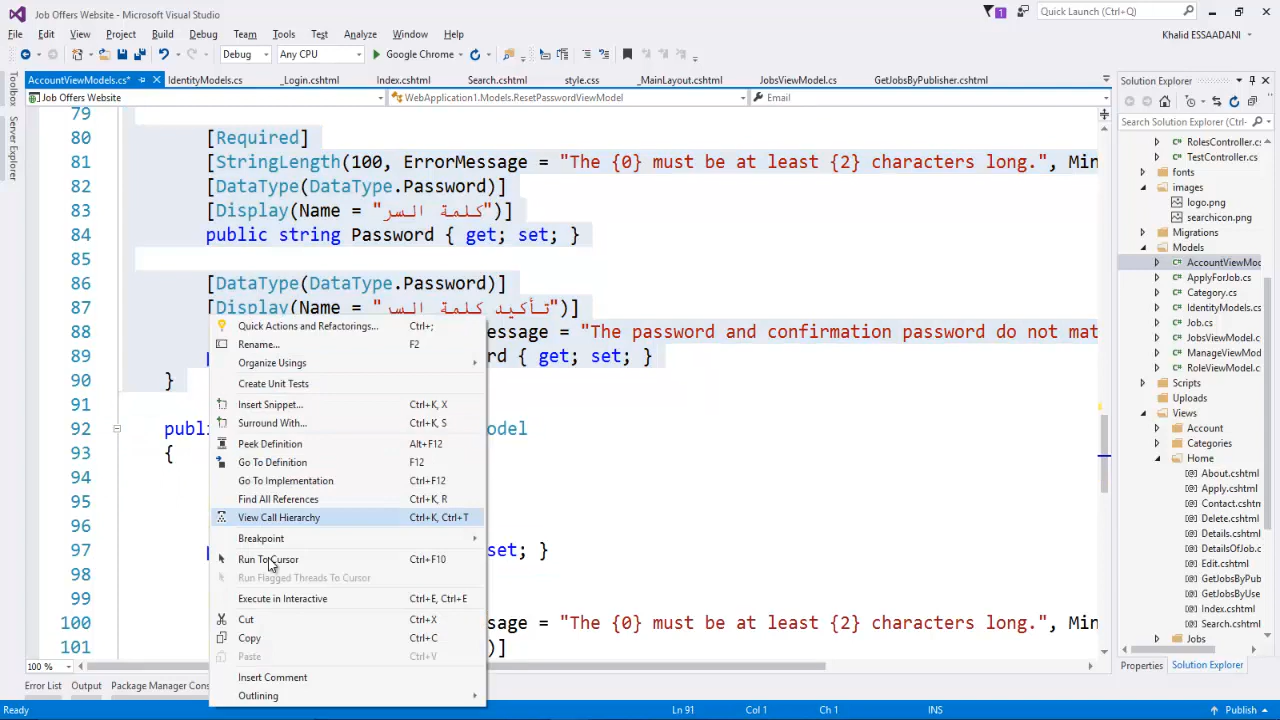 Job Offers Website - Microsoft Visual Studio
1
Quick Launch (Ctrl+Q)
File Edit View Project Build Debug Team Tools Test Analyze Window Help
Khalid ESSAADANI
Debug Any CPU Google Chrome
AccountViewModels.cs* IdentityModels.cs _Login.cshtml Index.cshtml Search.cshtml style.css _MainLayout.cshtml JobsViewModel.cs GetJobsByPublisher.cshtml
Job Offers Website WebApplication1.Models.ResetPasswordViewModel Email
Toolbox
Server Explorer
79
80 [Required]
81 [StringLength(100, ErrorMessage = "The {0} must be at least {2} characters long.", Min
82 [DataType(DataType.Password)]
83 [Display(Name = "كلمة السر")]
84 public string Password { get; set; }
85
86 [DataType(DataType.Password)]
87 [Display(Name = "تأكيد كلمة السر")]
88 message = "The password and confirmation password do not mat
89 rd { get; set; }
90 }
91
92 publi odel
93 {
94
95
97 set; }
98
99
100 message = "The {0} must be at least {2} characters long.", Min
101 )]
Quick Actions and Refactorings... Ctrl+;
Rename... F2
Organize Usings
Create Unit Tests
Insert Snippet... Ctrl+K, X
Surround With... Ctrl+K, S
Peek Definition Alt+F12
Go To Definition F12
Go To Implementation Ctrl+F12
Find All References Ctrl+K, R
View Call Hierarchy Ctrl+K, Ctrl+T
Breakpoint
Run To Cursor Ctrl+F10
Run Flagged Threads To Cursor
Execute in Interactive Ctrl+E, Ctrl+E
Cut Ctrl+X
Copy Ctrl+C
Paste Ctrl+V
Insert Comment
Outlining
Solution Explorer
Search Solution Explorer (Ctrl+
RolesController.cs
TestController.cs
fonts
images
logo.png
searchicon.png
Migrations
Models
AccountViewMod
ApplyForJob.cs
Category.cs
IdentityModels.cs
Job.cs
JobsViewModel.cs
ManageViewMod
RoleViewModel.cs
Scripts
Uploads
Views
Account
Categories
Home
About.cshtml
Apply.cshtml
Contact.cshtm
Delete.cshtml
Details.cshtml
DetailsOfJob.c
Edit.cshtml
GetJobsByPub
GetJobsByUse
Index.cshtml
Search.cshtml
Jobs
100 %
Properties Solution Explorer
Error List Output Package Manager Cons
Ready Ln 91 Col 1 Ch 1 INS Publish